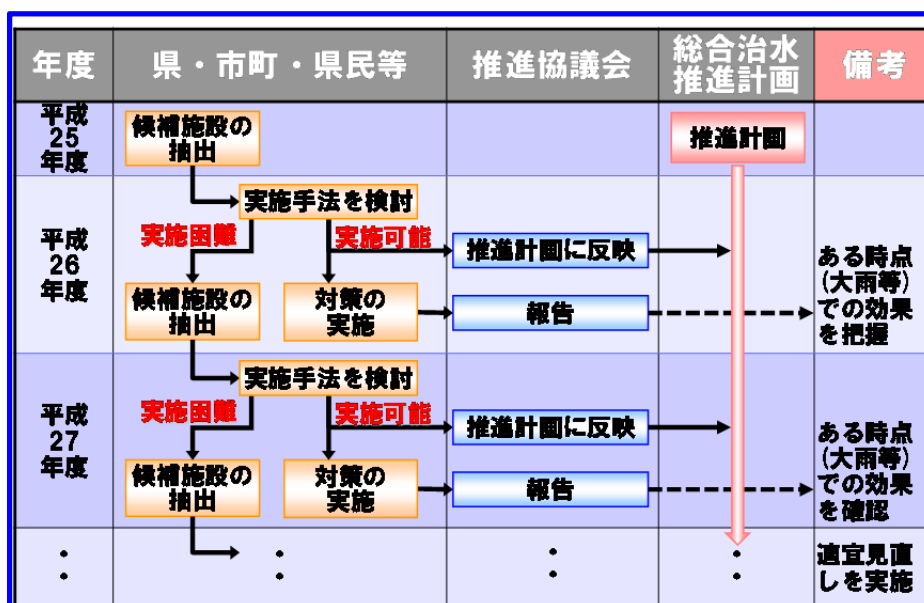 年度
県・市町・県民等
推進協議会
総合治水
推進計画
備考
平成
25
年度
候補施設の
抽出
推進計画
平成
26
年度
実施手法を検討
実施困難
実施可能
推進計画に反映
候補施設の
抽出
対策の
実施
報告
ある時点
(大雨等)
での効果
を把握
平成
27
年度
実施手法を検討
実施困難
実施可能
推進計画に反映
候補施設の
抽出
対策の
実施
報告
ある時点
(大雨等)
での効果
を確認
適宜見直
しを実施